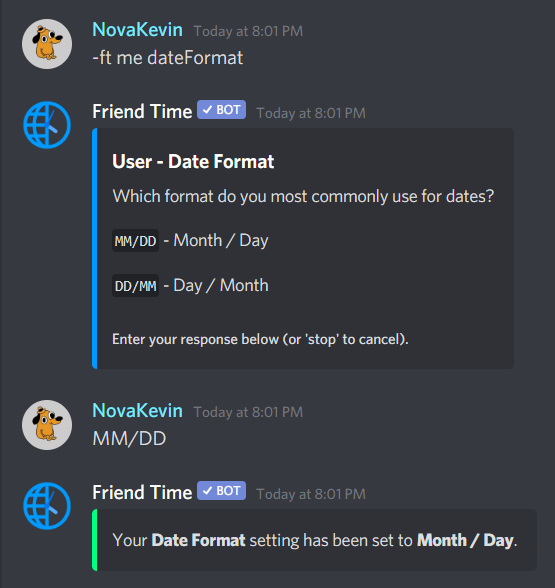 NovaKevin Today at 8:01 PM
-ft me dateFormat
Friend Time ✓ BOT Today at 8:01 PM
User - Date Format
Which format do you most commonly use for dates?
MM/DD - Month / Day
DD/MM - Day / Month
Enter your response below (or 'stop' to cancel).
NovaKevin Today at 8:01 PM
MM/DD
Friend Time ✓ BOT Today at 8:01 PM
Your Date Format setting has been set to Month / Day.